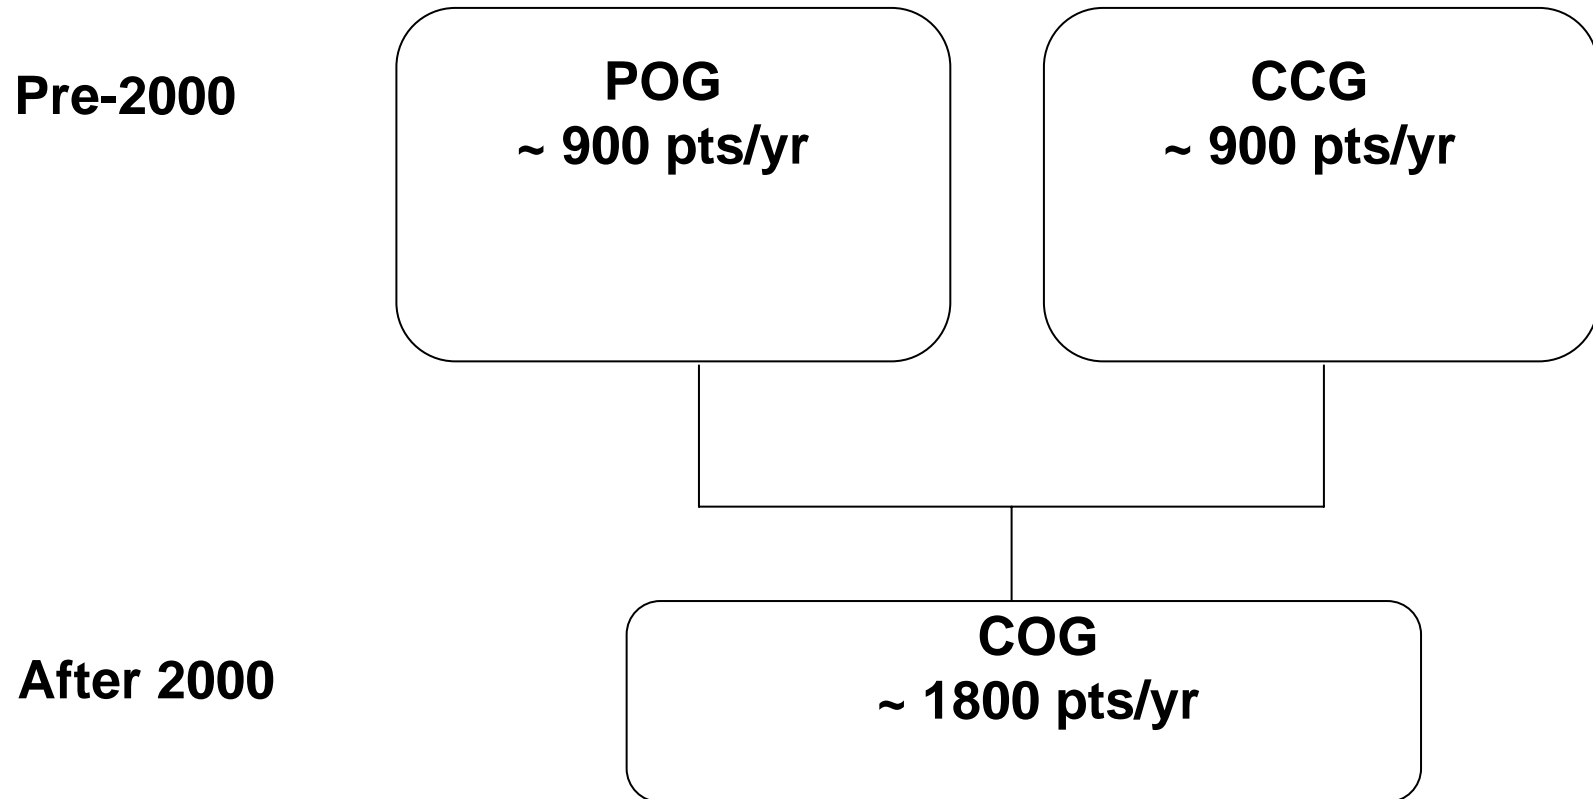 Pre-2000
POG
~ 900 pts/yr
CCG
~ 900 pts/yr
After 2000
COG
~ 1800 pts/yr